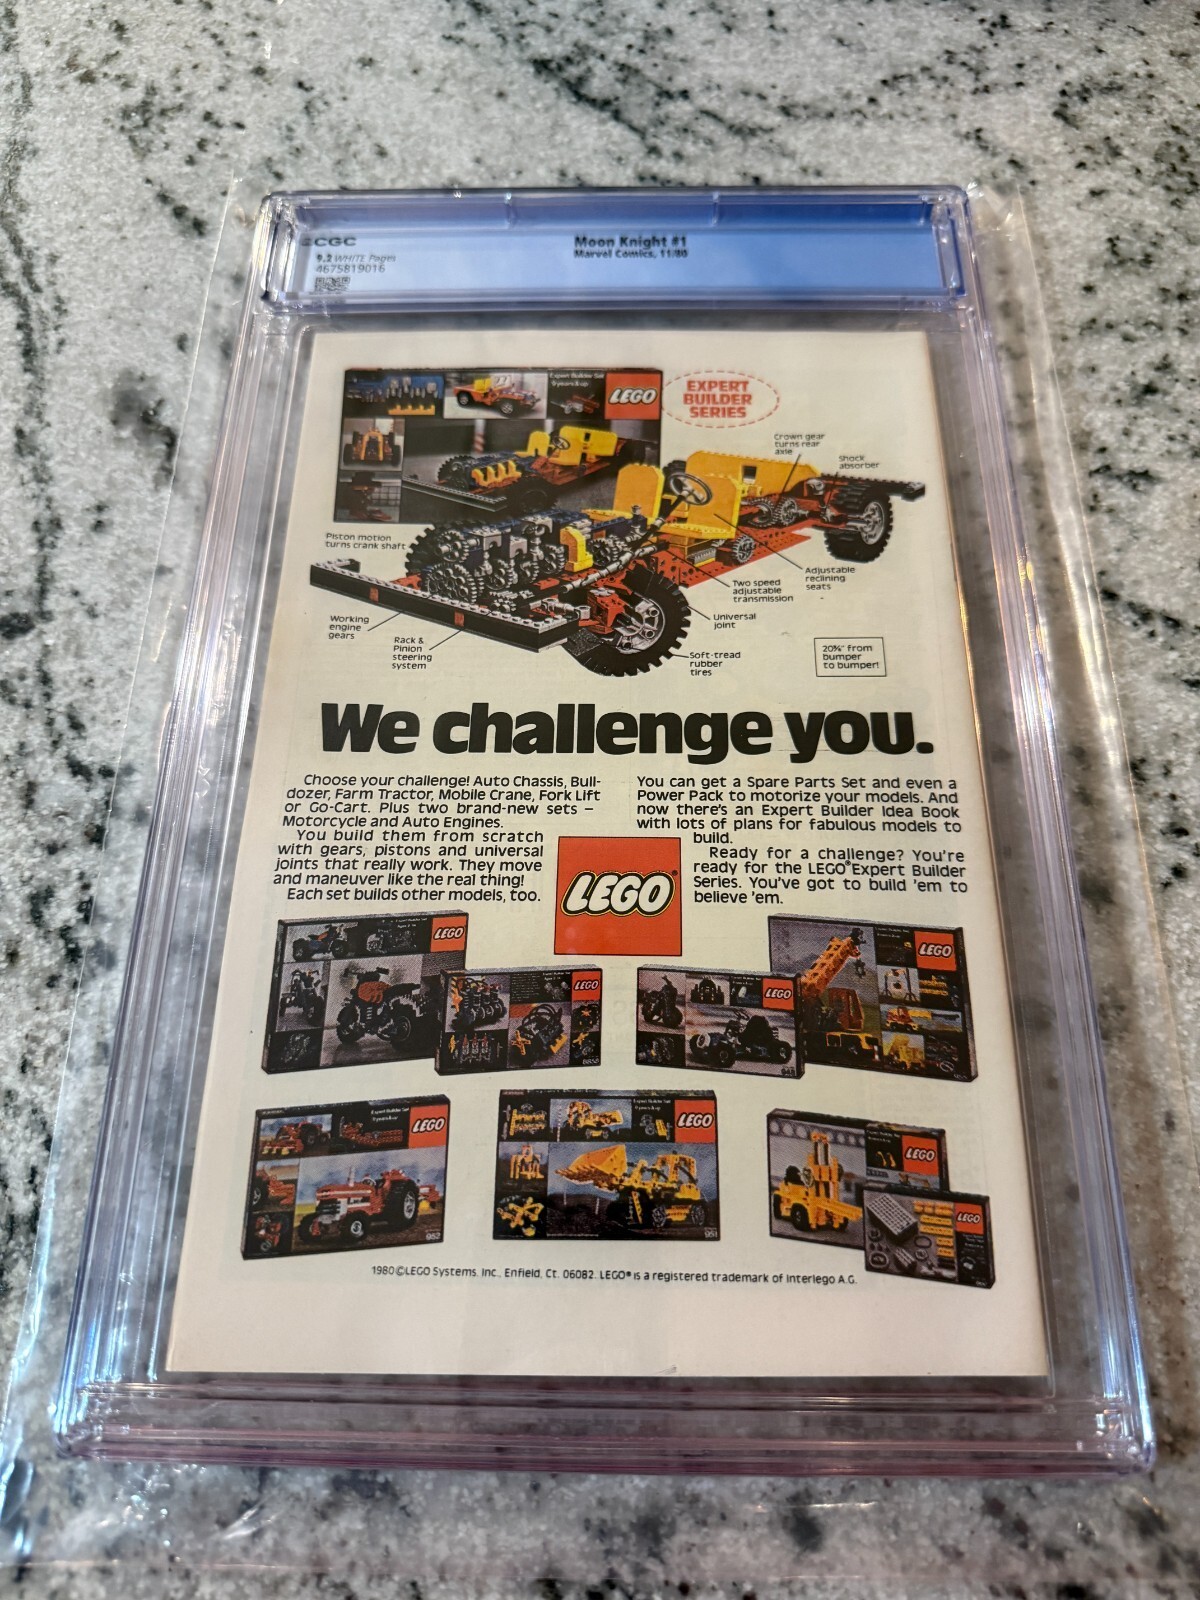 CGC
9.2 WHITE Pages
4675819016
Moon Knight #1
Marvel Comics, 11/80
Expert Builder Set
9 years & up
LEGO
EXPERT
BUILDER
SERIES
Crown gear
turns rear
axle
Shock
absorber
Piston motion
turns crank shaft
Adjustable
reclining
seats
Two speed
adjustable
transmission
Universal
joint
Working
engine
gears
Rack &
Pinion
steering
system
Soft-tread
rubber
tires
20¾" from
bumper
to bumper!
We challenge you.
Choose your challenge! Auto Chassis, Bull-
dozer, Farm Tractor, Mobile Crane, Fork Lift
or Go-Cart. Plus two brand-new sets –
Motorcycle and Auto Engines.
You build them from scratch
with gears, pistons and universal
joints that really work. They move
and maneuver like the real thing!
Each set builds other models, too.
You can get a Spare Parts Set and even a
Power Pack to motorize your models. And
now there's an Expert Builder Idea Book
with lots of plans for fabulous models to
build.
Ready for a challenge? You're
ready for the LEGO® Expert Builder
Series. You've got to build 'em to
believe 'em.
LEGO®
LEGO
LEGO
LEGO
948
LEGO
LEGO
952
LEGO
951
LEGO
LEGO
1980 © LEGO Systems, Inc., Enfield, Ct. 06082. LEGO® is a registered trademark of Interlego A.G.